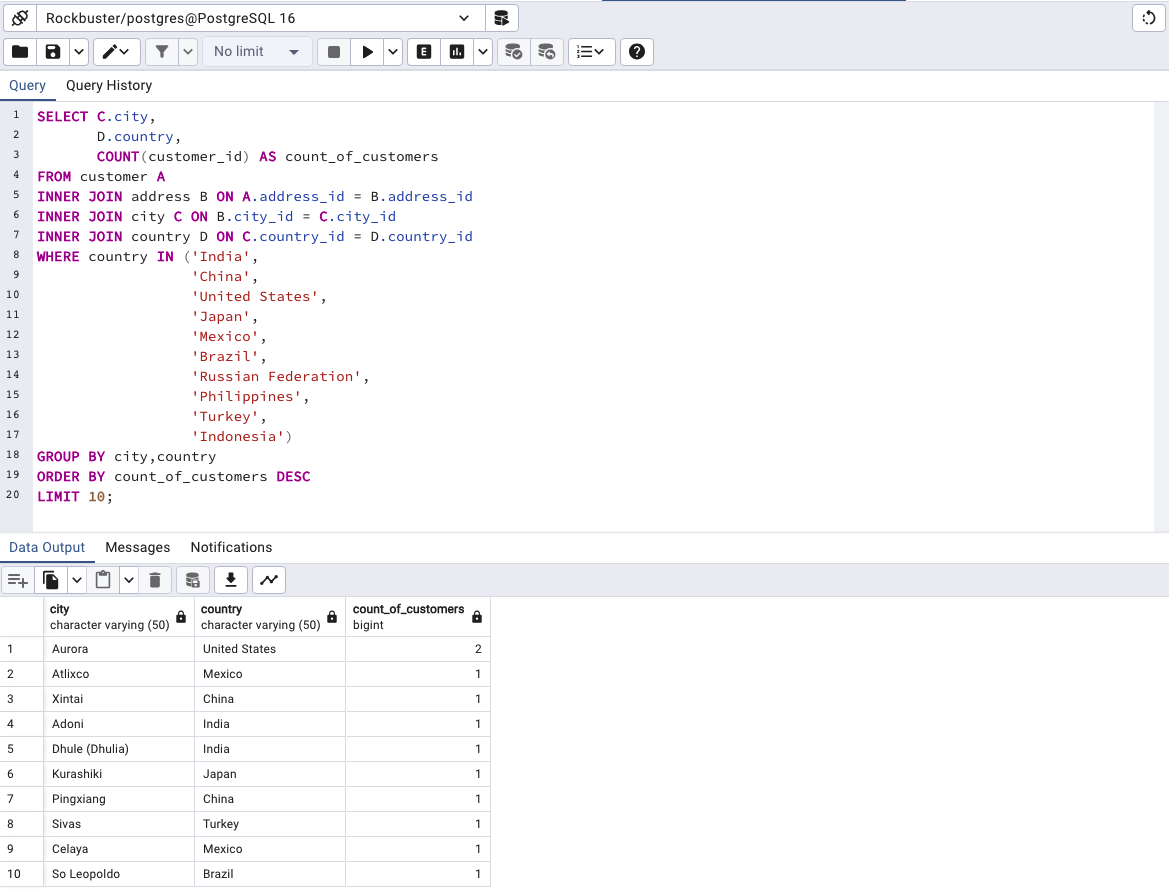 Rockbuster/postgres@PostgreSQL 16
No limit
E
Query Query History
1 SELECT C.city,
2 D.country,
3 COUNT(customer_id) AS count_of_customers
4 FROM customer A
5 INNER JOIN address B ON A.address_id = B.address_id
6 INNER JOIN city C ON B.city_id = C.city_id
7 INNER JOIN country D ON C.country_id = D.country_id
8 WHERE country IN ('India',
9 'China',
10 'United States',
11 'Japan',
12 'Mexico',
13 'Brazil',
14 'Russian Federation',
15 'Philippines',
16 'Turkey',
17 'Indonesia')
18 GROUP BY city,country
19 ORDER BY count_of_customers DESC
20 LIMIT 10;
Data Output Messages Notifications
city country count_of_customers
character varying (50) character varying (50) bigint
1 Aurora United States 2
2 Atlixco Mexico 1
3 Xintai China 1
4 Adoni India 1
5 Dhule (Dhulia) India 1
6 Kurashiki Japan 1
7 Pingxiang China 1
8 Sivas Turkey 1
9 Celaya Mexico 1
10 So Leopoldo Brazil 1